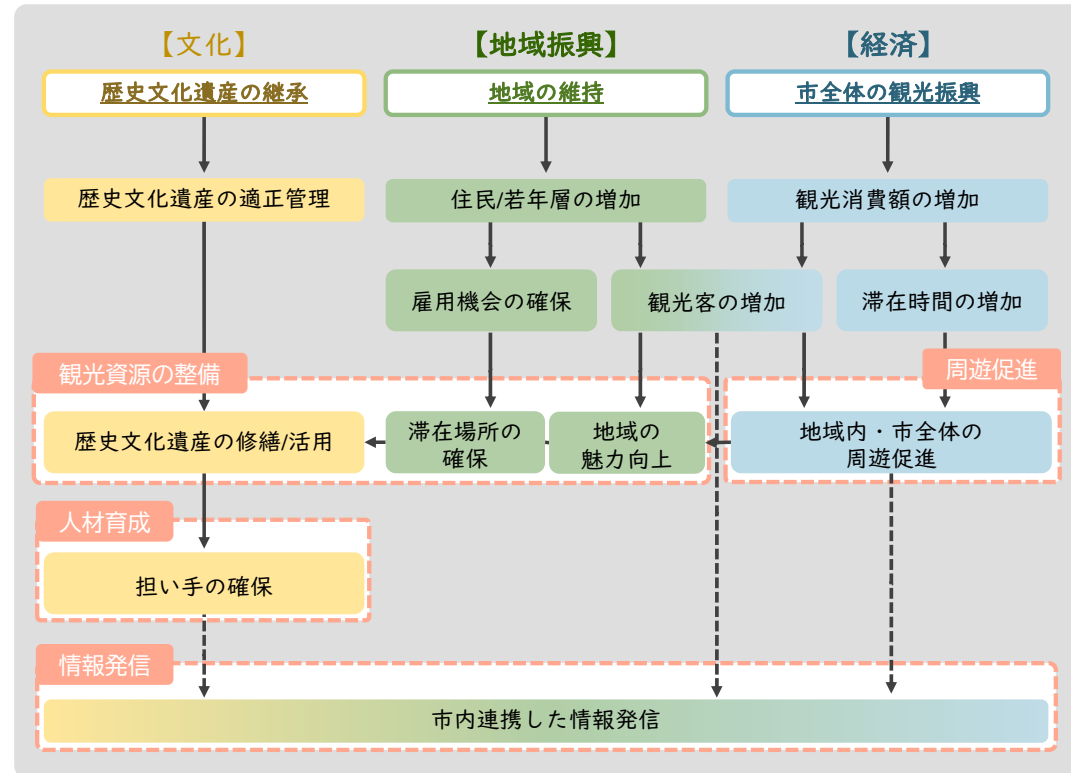 【文化】
【地域振興】
【経済】
歴史文化遺産の継承
地域の維持
市全体の観光振興
歴史文化遺産の適正管理
住民/若年層の増加
観光消費額の増加
雇用機会の確保
観光客の増加
滞在時間の増加
観光資源の整備
周遊促進
歴史文化遺産の修繕/活用
滞在場所の
確保
地域の
魅力向上
地域内・市全体の
周遊促進
人材育成
担い手の確保
情報発信
市内連携した情報発信